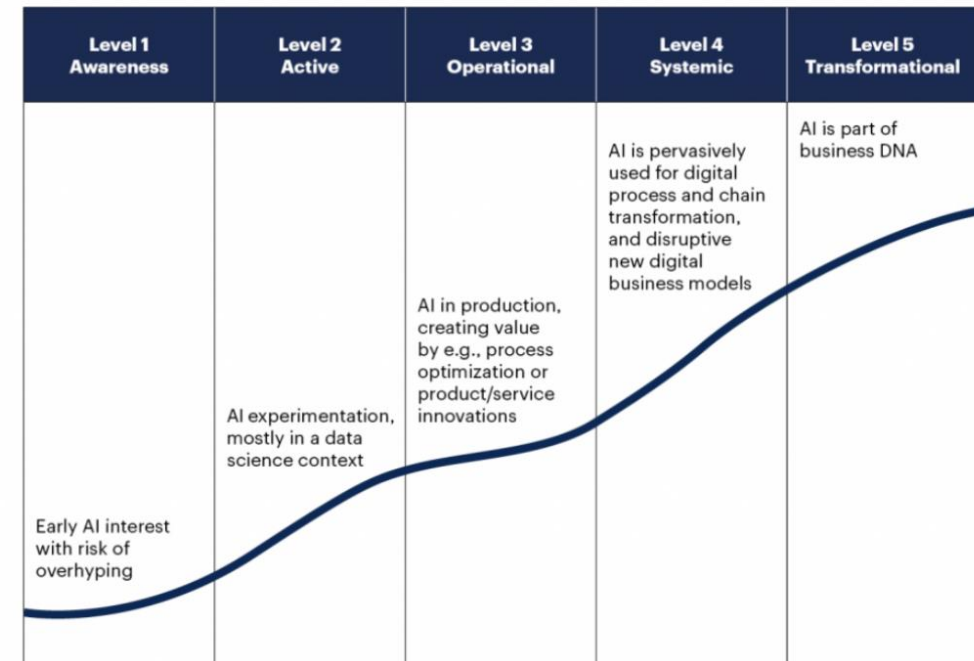 Level 1
Awareness
Level 2
Active
Level 3
Operational
Level 4
Systemic
Level 5
Transformational
Early AI interest
with risk of
overhyping
AI experimentation,
mostly in a data
science context
AI in production,
creating value
by e.g., process
optimization or
product/service
innovations
AI is pervasively
used for digital
process and chain
transformation,
and disruptive
new digital
business models
AI is part of
business DNA